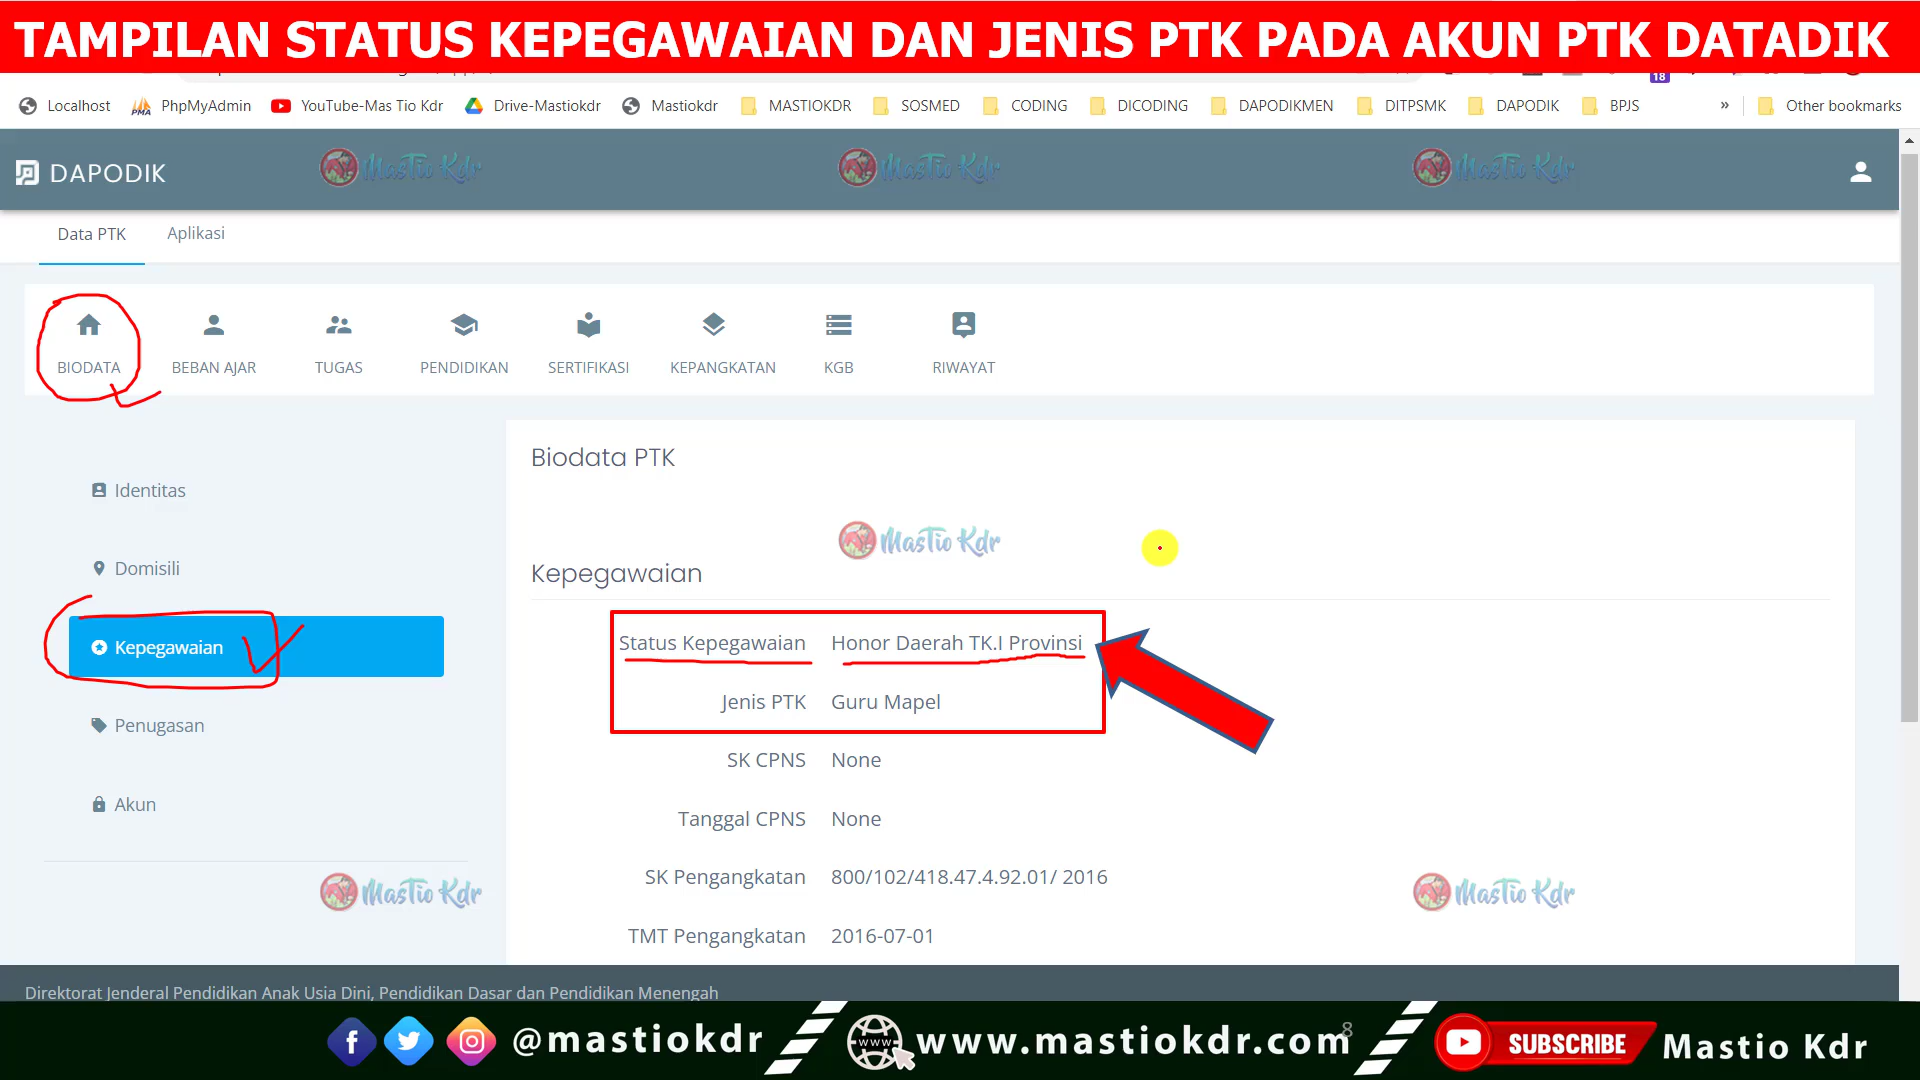 TAMPILAN STATUS KEPEGAWAIAN DAN JENIS PTK PADA AKUN PTK DATADIK
18
Localhost PMA PhpMyAdmin YouTube-Mas Tio Kdr Drive-Mastiokdr Mastiokdr MASTIOKDR SOSMED CODING DICODING DAPODIKMEN DITPSMK DAPODIK BPJS » Other bookmarks
DAPODIK Mastio Kdr Mastio Kdr Mastio Kdr
Data PTK Aplikasi
BIODATA BEBAN AJAR TUGAS PENDIDIKAN SERTIFIKASI KEPANGKATAN KGB RIWAYAT
Biodata PTK
Identitas
Mastio Kdr
Domisili
Kepegawaian
Status Kepegawaian Honor Daerah TK.I Provinsi
Kepegawaian
Jenis PTK Guru Mapel
Penugasan
SK CPNS None
Akun
Tanggal CPNS None
SK Pengangkatan 800/102/418.47.4.92.01/ 2016
Mastio Kdr Mastio Kdr
TMT Pengangkatan 2016-07-01
Direktorat Jenderal Pendidikan Anak Usia Dini, Pendidikan Dasar dan Pendidikan Menengah
@mastiokdr WWW www.mastiokdr.com 8 SUBSCRIBE Mastio Kdr